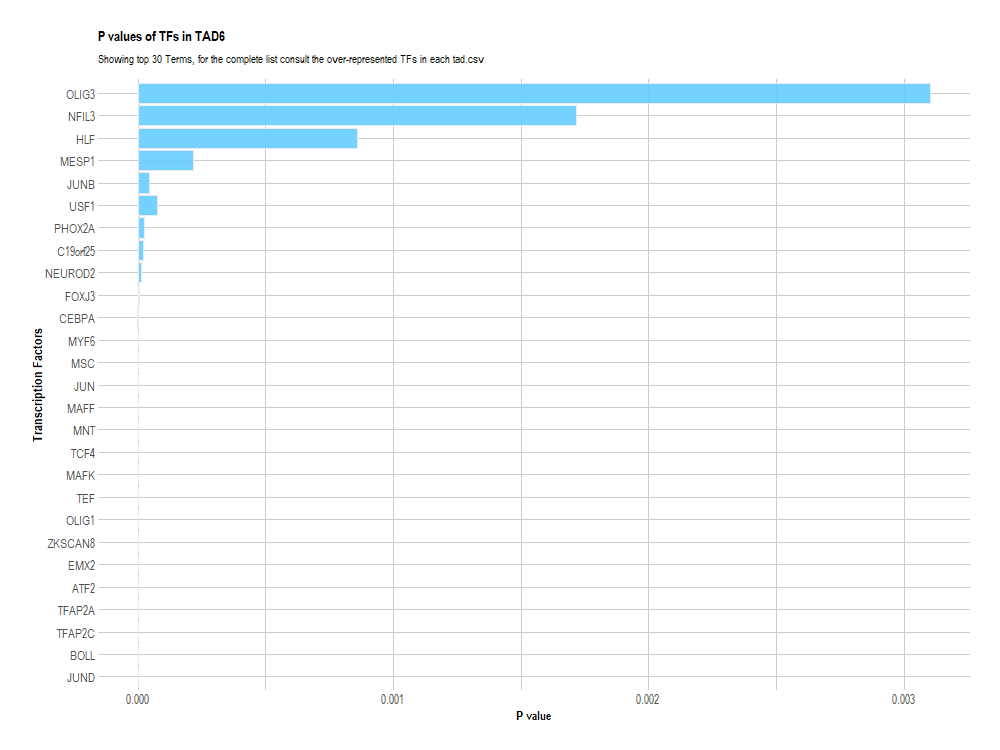 P values of TFs in TAD6
Showing top 30 Terms, for the complete list consult the over-represented TFs in each tad.csv
OLIG3
NFIL3
HLF
MESP1
JUNB
USF1
PHOX2A
C19orf25
NEUROD2
FOXJ3
CEBPA
MYF6
MSC
JUN
MAFF
MNT
TCF4
MAFK
TEF
OLIG1
ZKSCAN8
EMX2
ATF2
TFAP2A
TFAP2C
BOLL
JUND
Transcription Factors
0.000 0.001 0.002 0.003
P value